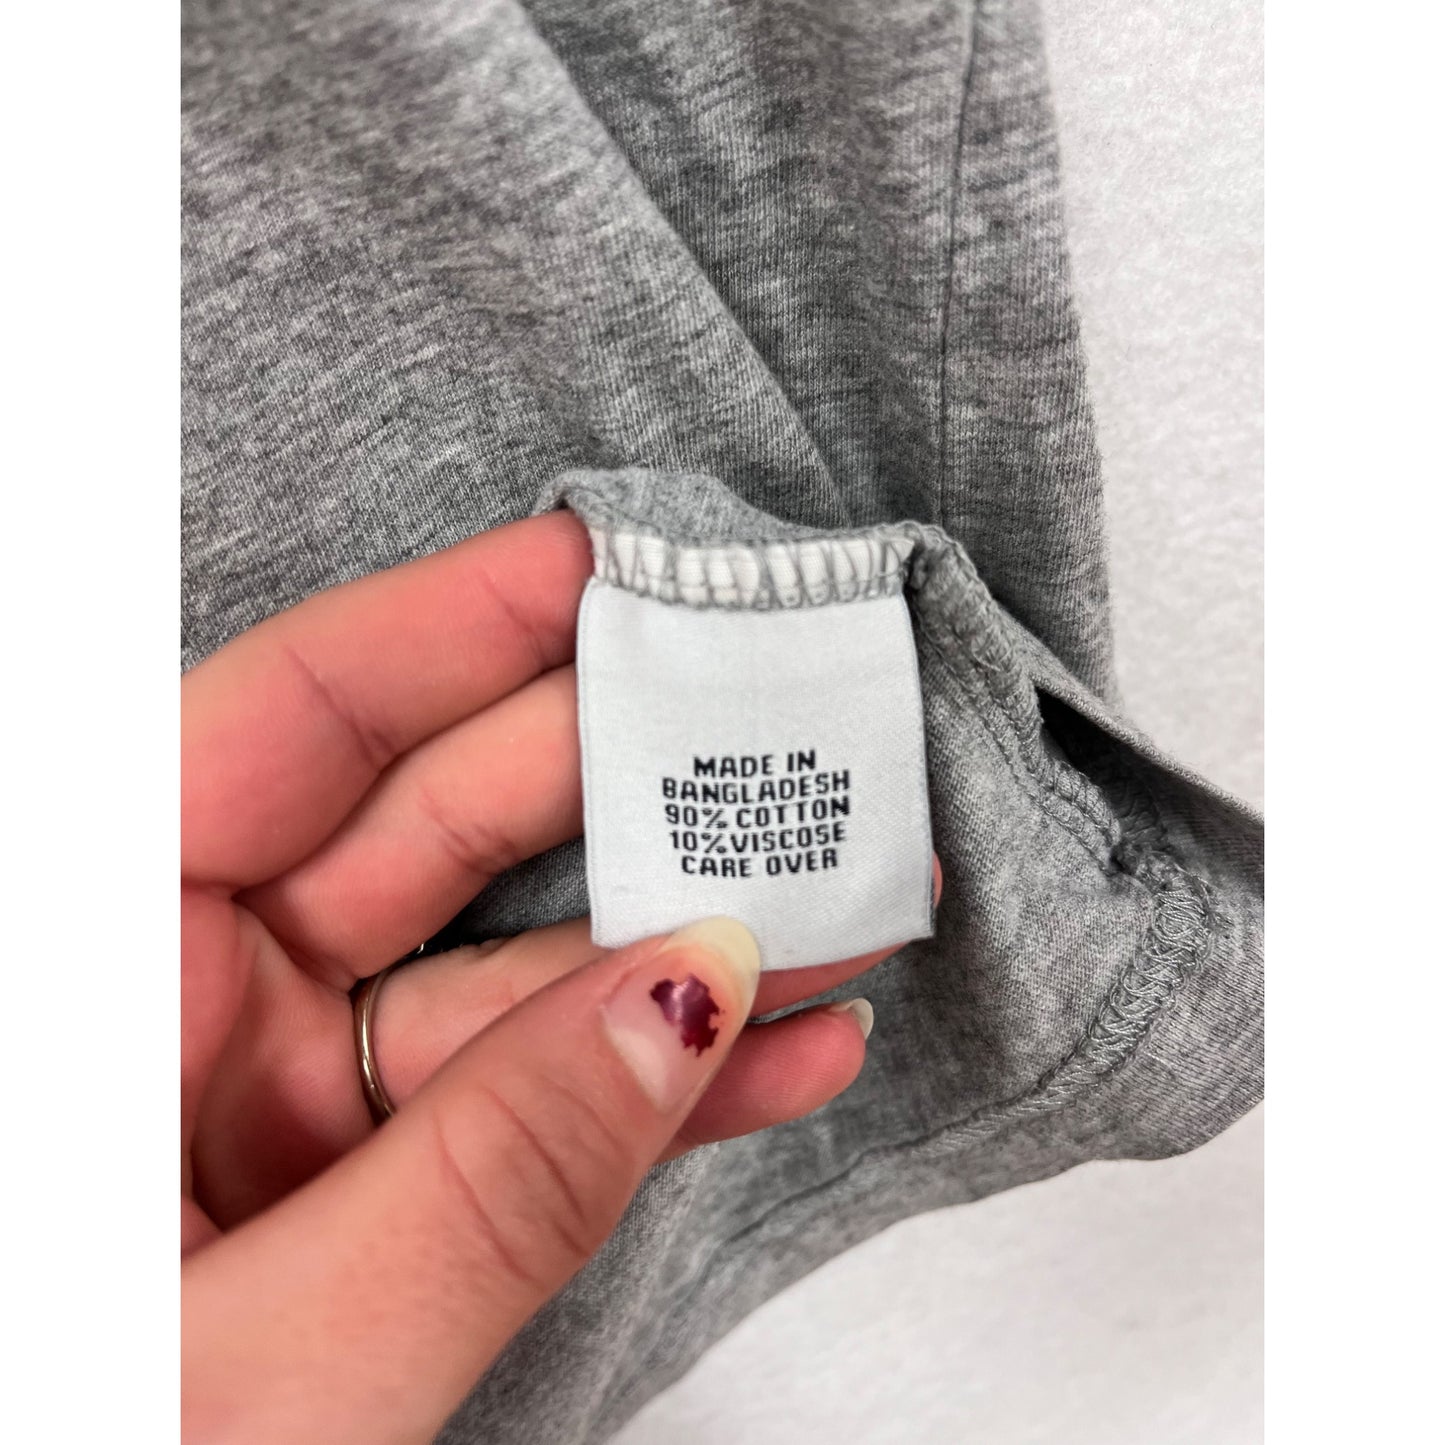 MADE IN
BANGLADESH
90% COTTON
10% VISCOSE
CARE OVER